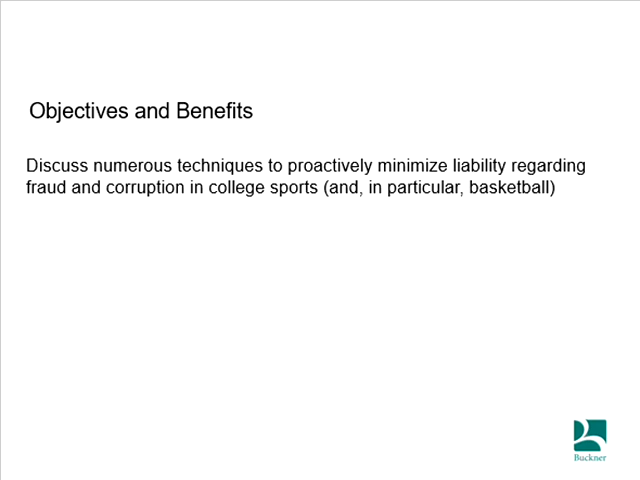 Objectives and Benefits
Discuss numerous techniques to proactively minimize liability regarding
fraud and corruption in college sports (and, in particular, basketball)
Buckner